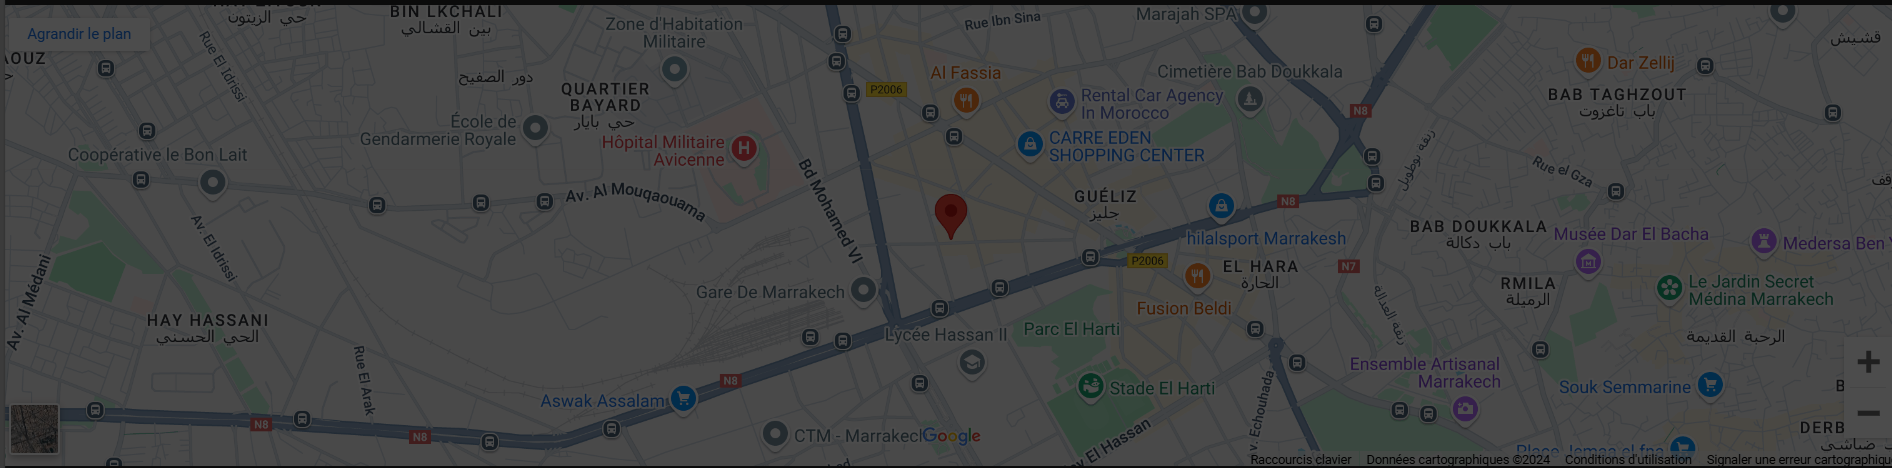 BIN LKCHALI
بين القشالي
حي الزيتون
Agrandir le plan
Rue El Idrissi
Zone d'Habitation
Militaire
Rue Ibn Sina
Marajah SPA
قشيش
دور الصفيح
QUARTIER
BAYARD
حي بايار
P2006
Al Fassia
Rental Car Agency
In Morocco
Cimetière Bab Doukkala
N8
Dar Zellij
BAB TAGHZOUT
باب تاغزوت
École de
Gendarmerie Royale
Hôpital Militaire
Avicenne
CARRE EDEN
SHOPPING CENTER
Coopérative le Bon Lait
Av. Al Mouqaouama
Bd Mohamed VI
Rue el Gza
GUÉLIZ
جليز
N8
hilalsport Marrakesh
BAB DOUKKALA
باب دكالة
Musée Dar El Bacha
Medersa Ben
Av. El Idrissi
Av. Al Médani
P2006
EL HARA
الحارة
N7
RMILA
الرميلة
Le Jardin Secret
Médina Marrakech
Gare De Marrakech
Fusion Beldi
HAY HASSANI
الحي الحسني
Lycée Hassan II
Parc El Harti
الرحبة القديمة
Rue El Arak
N8
Stade El Harti
Ensemble Artisanal
Marrakech
Souk Semmarine
Aswak Assalam
N8
N8
CTM - Marrakech
Google
Av El Hassan
Echouhada
DERB
Place Jemaa el-fna
Raccourcis clavier
Données cartographiques ©2024
Conditions d'utilisation
Signaler une erreur cartographiqu